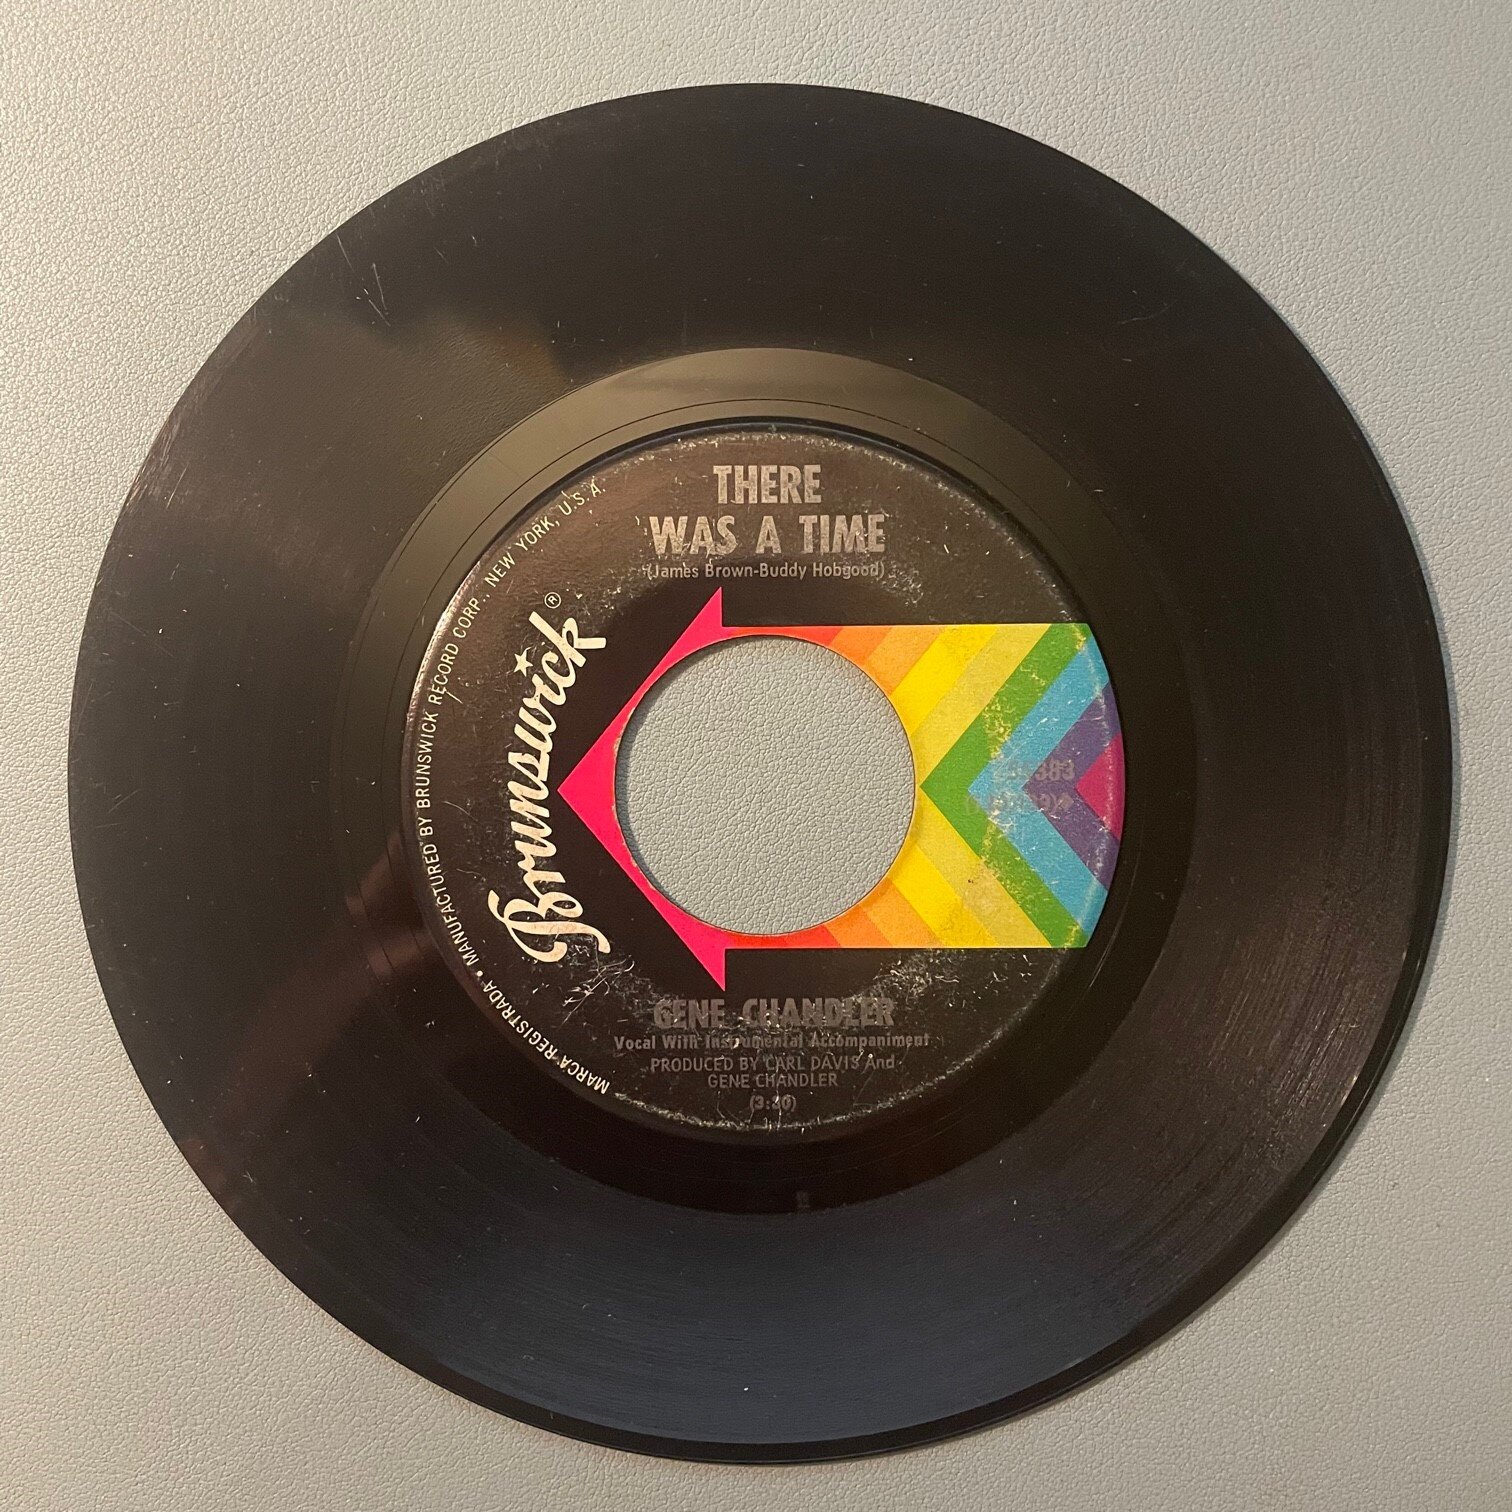 THERE
WAS A TIME
(James Brown-Buddy Hobgood)
Brunswick®
MARCA REGISTRADA • MANUFACTURED BY BRUNSWICK RECORD CORP., NEW YORK, U.S.A.
GENE CHANDLER
Vocal With Instrumental Accompaniment
PRODUCED BY CARL DAVIS And
GENE CHANDLER